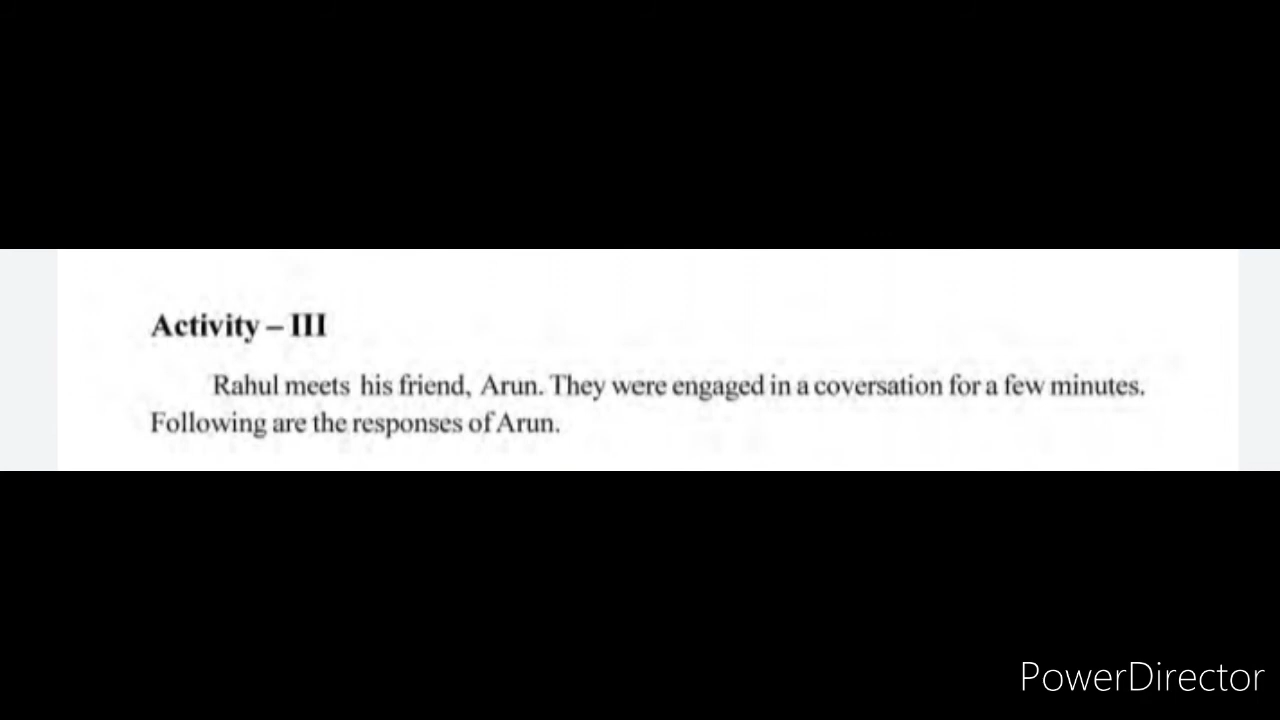 Activity – III
Rahul meets his friend, Arun. They were engaged in a coversation for a few minutes.
Following are the responses of Arun.
PowerDirector